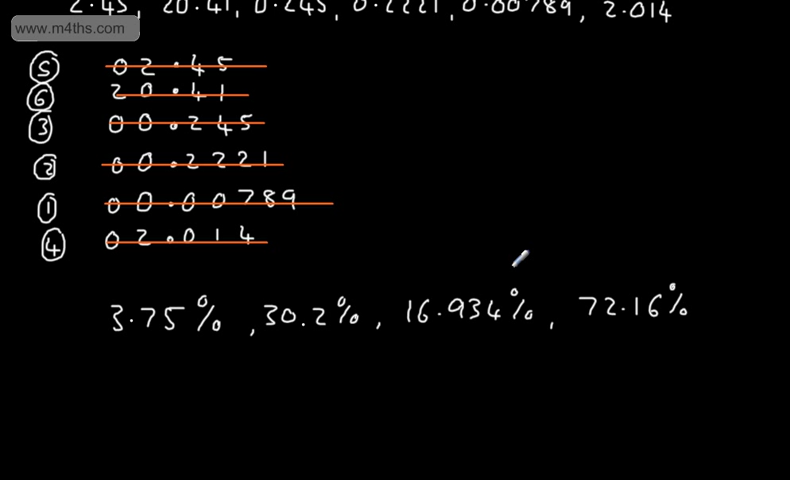 2.45, 20.41, 0.245, 0.2221, 0.00789, 2.014
www.m4ths.com
5 02.45
6 20.41
3 00.245
2 00.2221
1 00.00789
4 02.014
3.75%, 30.2%, 16.934%, 72.16%